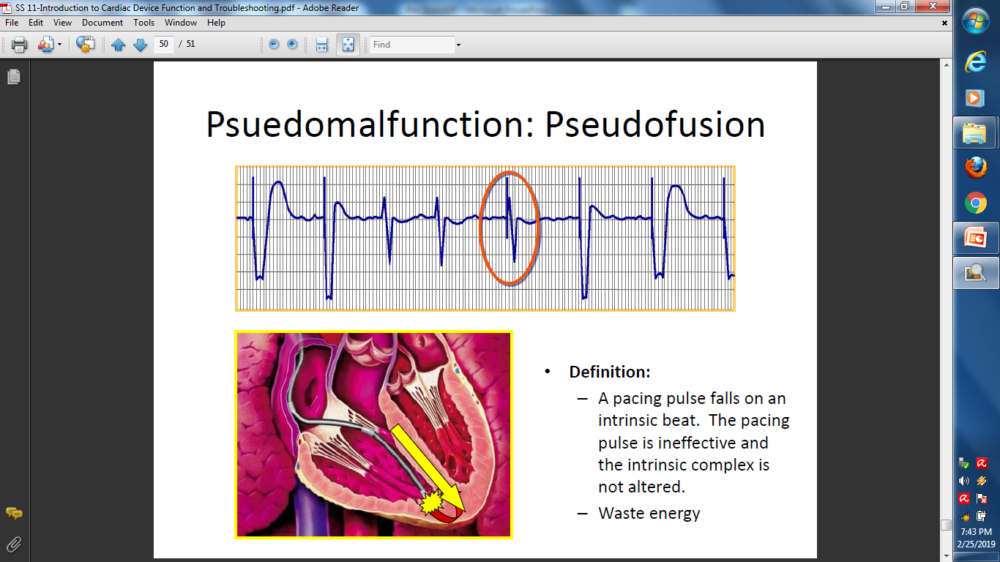 SS 11-Introduction to Cardiac Device Function and Troubleshooting.pdf - Adobe Reader
File Edit View Document Tools Window Help
50 / 51 Find
Psuedomalfunction: Pseudofusion
• Definition:
– A pacing pulse falls on an
intrinsic beat. The pacing
pulse is ineffective and
the intrinsic complex is
not altered.
– Waste energy
7:43 PM
2/25/2019